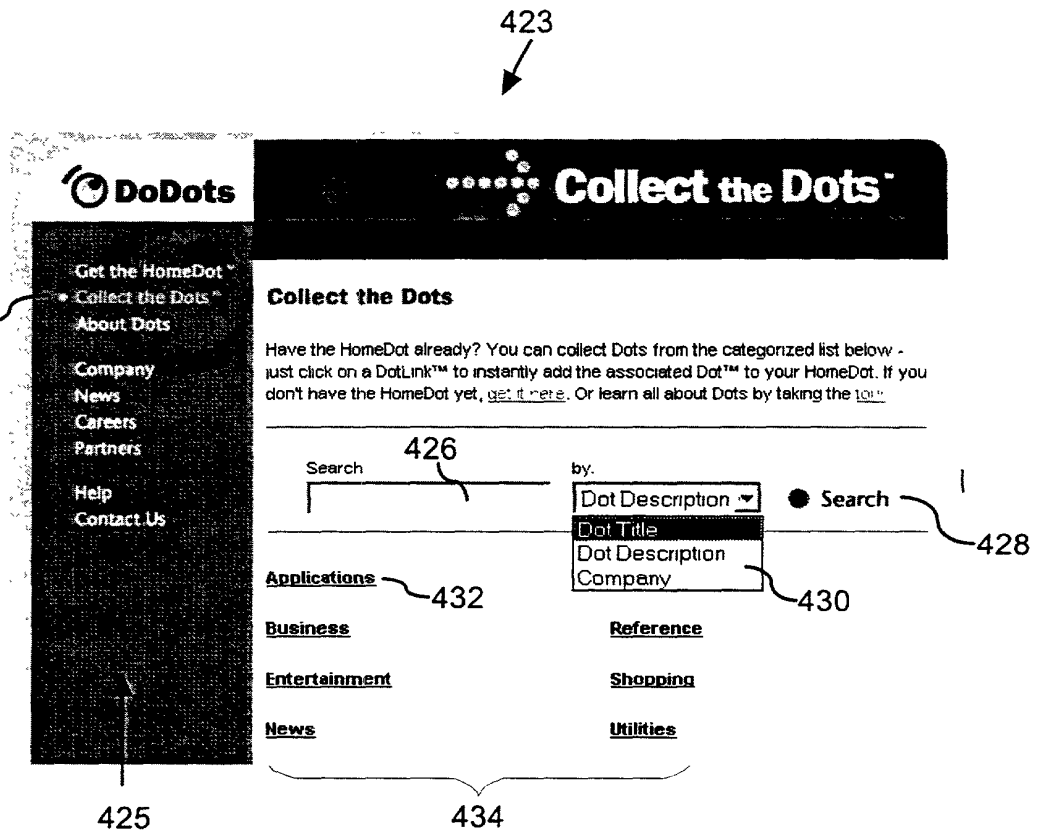 423
DoDots
Collect the Dots™
Get the HomeDot™
• Collect the Dots™
About Dots
Company
News
Careers
Partners
Help
Contact Us
Collect the Dots
Have the HomeDot already? You can collect Dots from the categorized list below -
just click on a DotLink™ to instantly add the associated Dot™ to your HomeDot. If you
don't have the HomeDot yet, get it here. Or learn all about Dots by taking the tour
Search
426
by.
Dot Description
Search
428
Dot Title
Dot Description
Company
430
Applications
432
Business
Reference
Entertainment
Shopping
News
Utilities
425
434